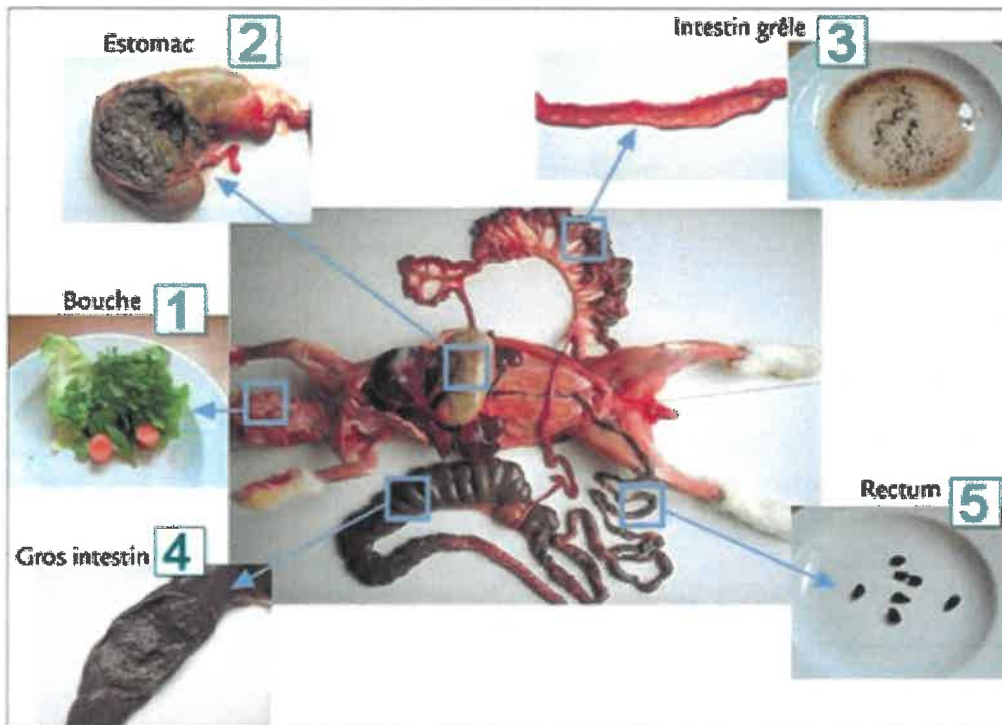 Estomac 2
Intestin grêle 3
Bouche 1
Gros intestin 4
Rectum 5